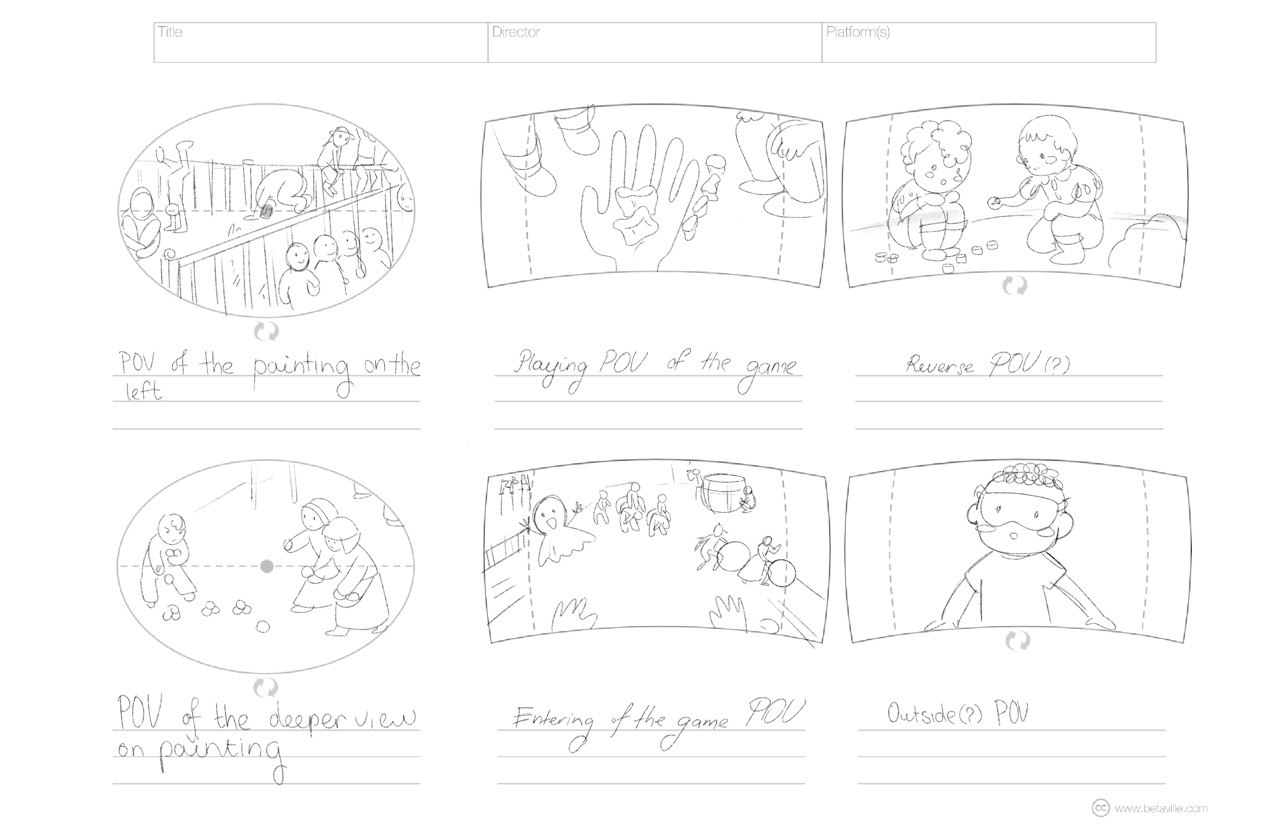 Title
Director
Platform(s)
POV of the painting on the
left
Playing POV of the game
Reverse POV (?)
POV of the deeper view
on painting
Entering of the game POV
Outside(?) POV
cc www.betaville.com